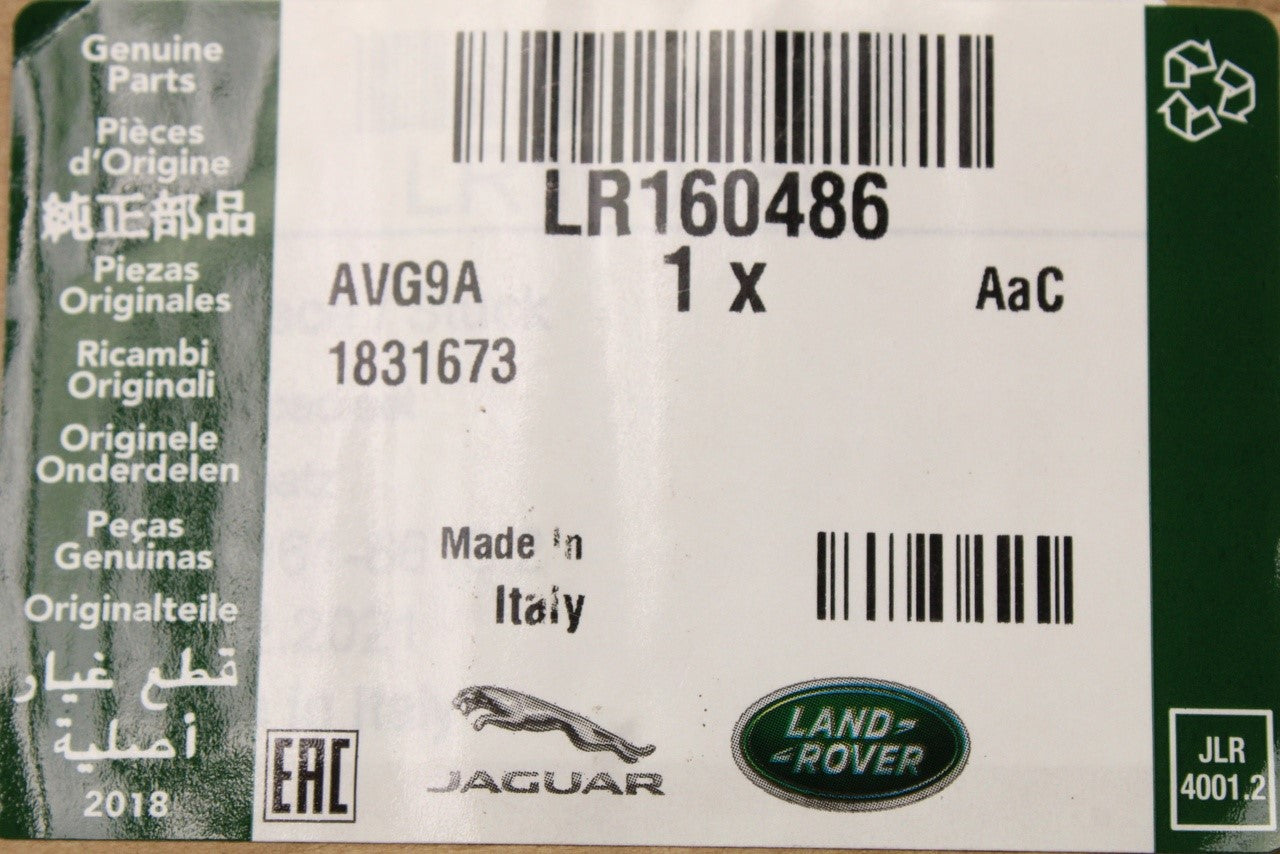 Genuine
Parts
Pièces
d'Origine
純正部品
Piezas
Originales
Ricambi
Originali
Originele
Onderdelen
Peças
Genuinas
Originalteile
قطع غيار
أصلية
2018
LR160486
AVG9A
1 x
AaC
1831673
Made In
Italy
EAC
JAGUAR
LAND
ROVER
JLR
4001.2